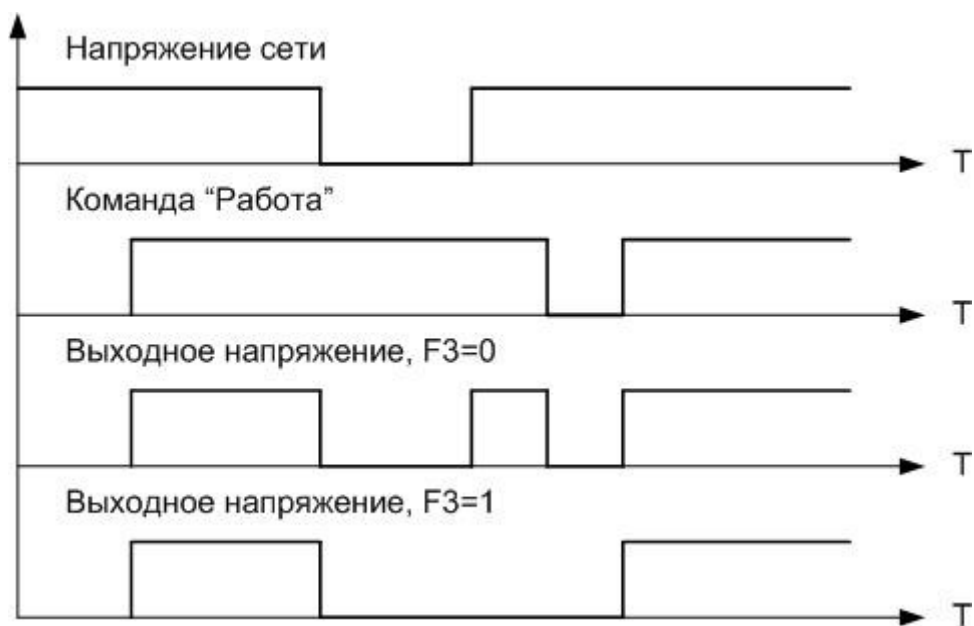 Напряжение сети
T
Команда “Работа”
T
Выходное напряжение, F3=0
T
Выходное напряжение, F3=1
T